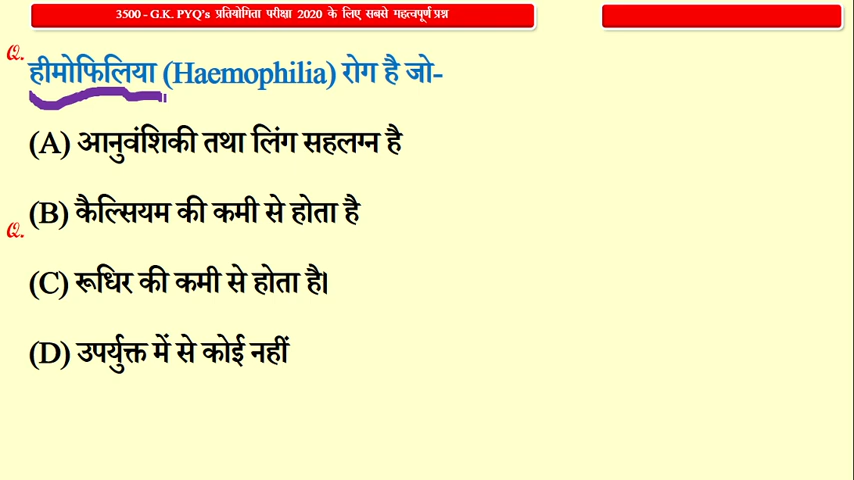 3500 - G.K. PYQ's प्रतियोगिता परीक्षा 2020 के लिए सबसे महत्वपूर्ण प्रश्न
Q.
हीमोफिलिया (Haemophilia) रोग है जो-
(A) आनुवंशिकी तथा लिंग सहलग्न है
(B) कैल्सियम की कमी से होता है
Q.
(C) रूधिर की कमी से होता है।
(D) उपर्युक्त में से कोई नहीं